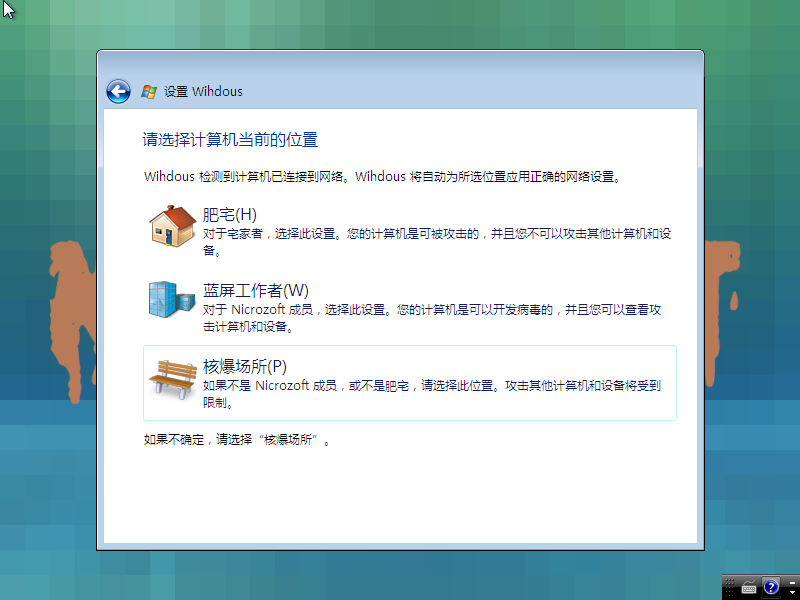 设置 Wihdous
请选择计算机当前的位置
Wihdous 检测到计算机已连接到网络。Wihdous 将自动为所选位置应用正确的网络设置。
肥宅(H)
对于宅家者，选择此设置。您的计算机是可被攻击的，并且您不可以攻击其他计算机和设
备。
蓝屏工作者(W)
对于 Nicrozoft 成员，选择此设置。您的计算机是可以开发病毒的，并且您可以查看攻
击计算机和设备。
核爆场所(P)
如果不是 Nicrozoft 成员，或不是肥宅，请选择此位置。攻击其他计算机和设备将受到
限制。
如果不确定，请选择“核爆场所”。